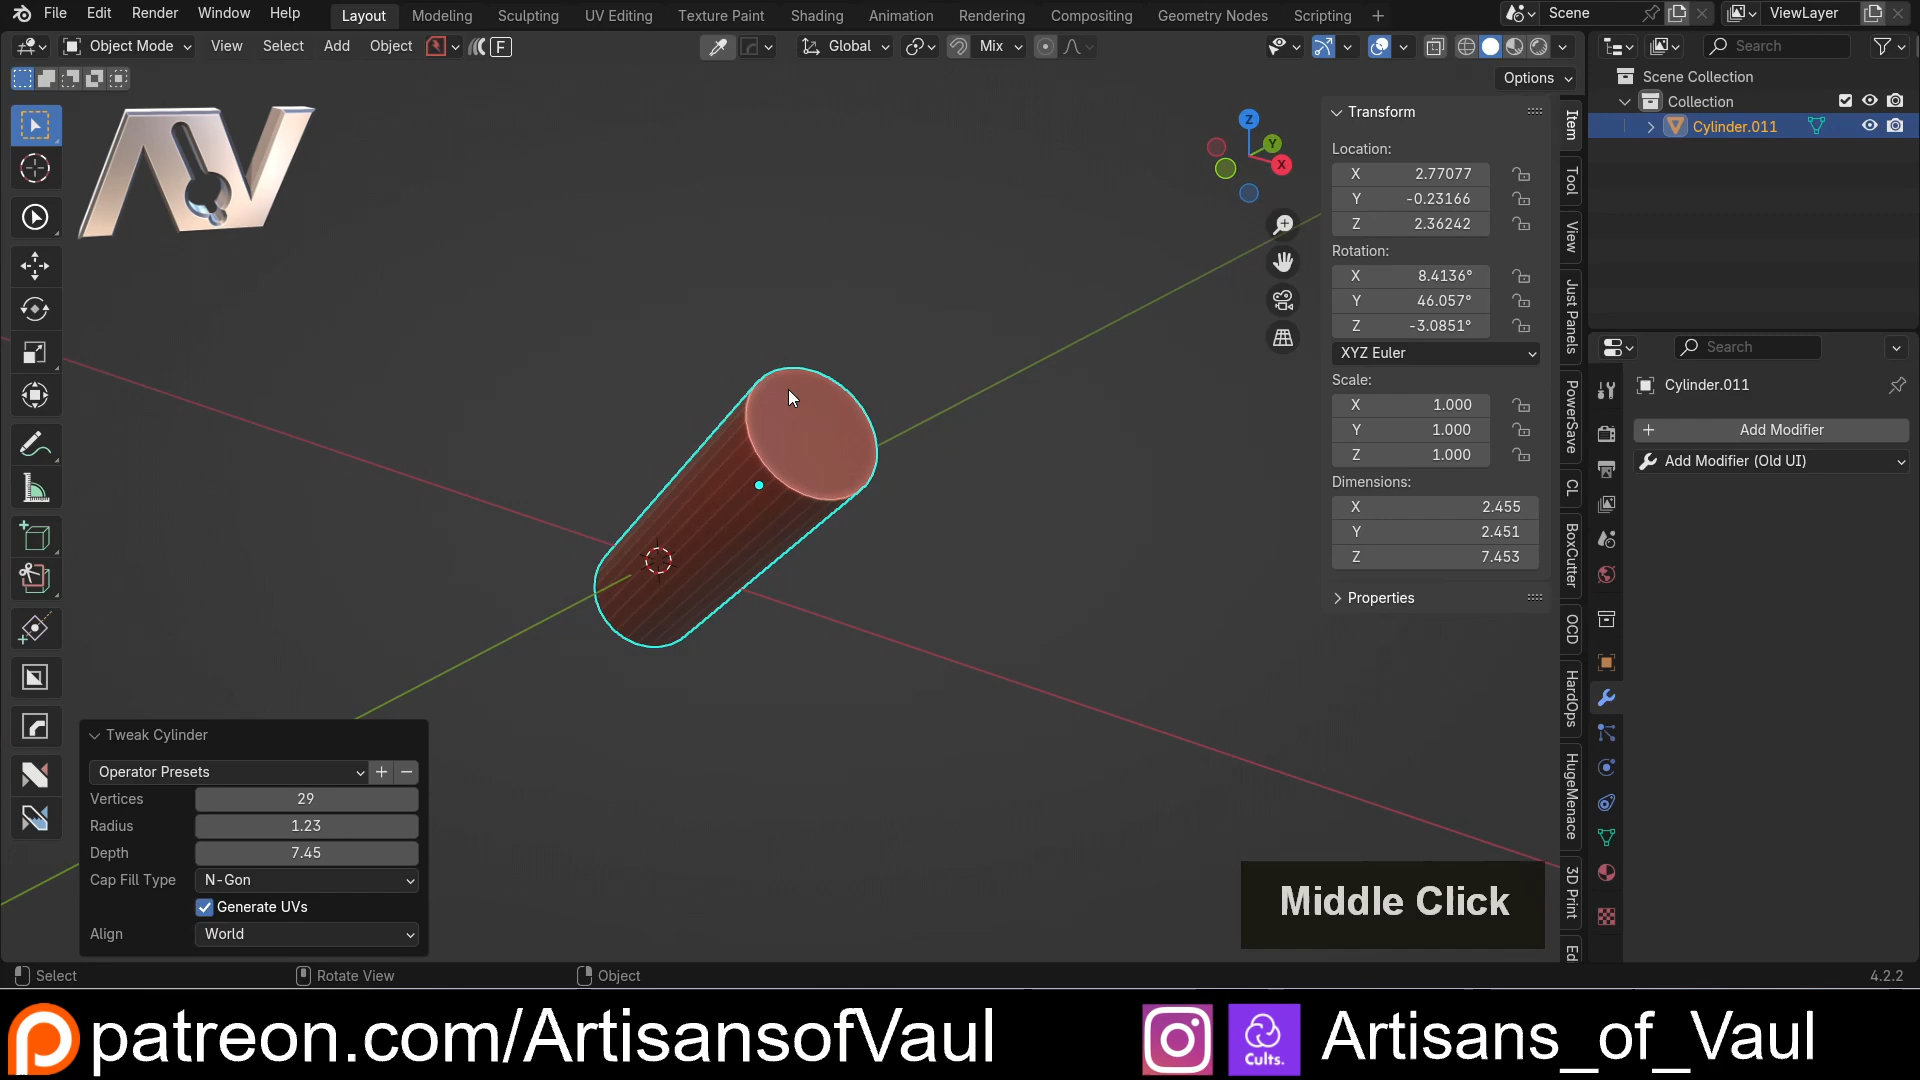 File Edit Render Window Help Layout Modeling Sculpting UV Editing Texture Paint Shading Animation Rendering Compositing Geometry Nodes Scripting + Scene ViewLayer
Object Mode View Select Add Object F Global Mix Search
Options
Scene Collection
Collection
Cylinder.011
AV
Z
Y
X
Transform
Location:
X 2.77077
Y -0.23166
Z 2.36242
Rotation:
X 8.4136°
Y 46.057°
Z -3.0851°
XYZ Euler
Scale:
X 1.000
Y 1.000
Z 1.000
Dimensions:
X 2.455
Y 2.451
Z 7.453
Properties
Item
Tool
View
Just Panels
PowerSave
CL
BoxCutter
OCD
HardOps
HugeMenace
3D Print
Ed
Search
Cylinder.011
Add Modifier
Add Modifier (Old UI)
Tweak Cylinder
Operator Presets
Vertices 29
Radius 1.23
Depth 7.45
Cap Fill Type N-Gon
Generate UVs
Align World
Middle Click
Select Rotate View Object 4.2.2
patreon.com/ArtisansofVaul Cults. Artisans_of_Vaul